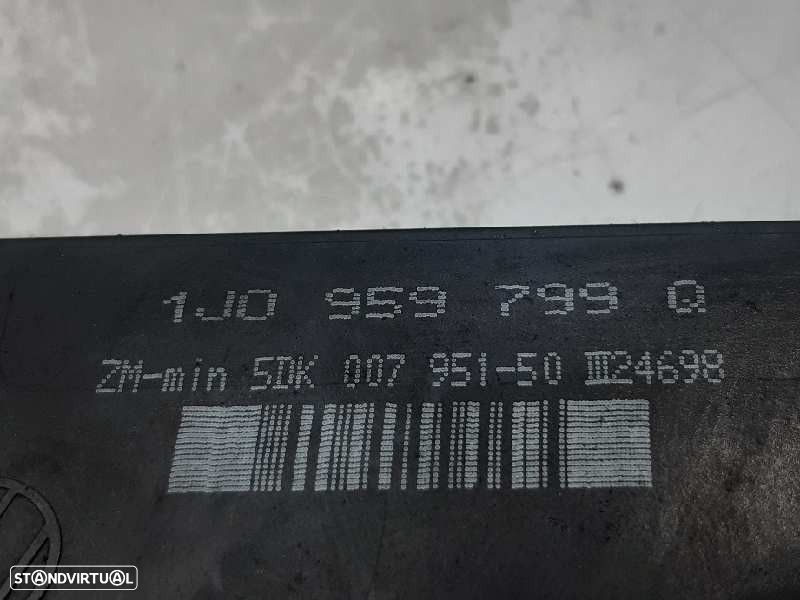 1J0 959 799 Q
ZM-min 5DK 007 951-50 III24698
STANDVIRTUAL